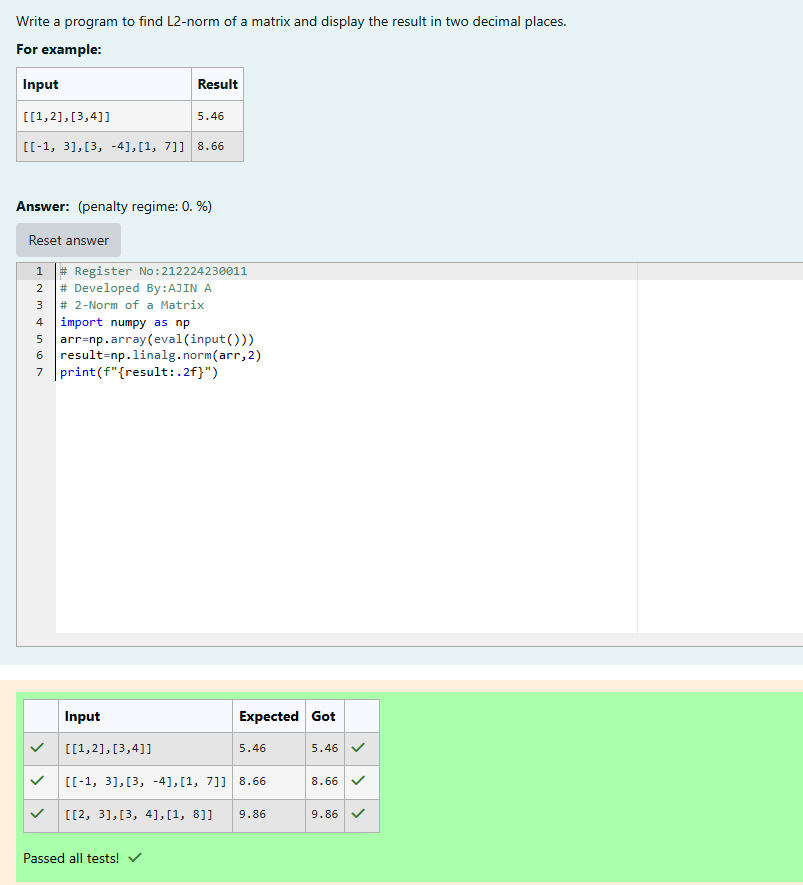 Write a program to find L2-norm of a matrix and display the result in two decimal places.
For example:
Input Result
[[1,2],[3,4]] 5.46
[[-1, 3],[3, -4],[1, 7]] 8.66
Answer: (penalty regime: 0. %)
Reset answer
1 # Register No:212224230011
2 # Developed By:AJIN A
3 # 2-Norm of a Matrix
4 import numpy as np
5 arr=np.array(eval(input()))
6 result=np.linalg.norm(arr,2)
7 print(f"{result:.2f}")
Input Expected Got
[[1,2],[3,4]] 5.46 5.46
[[-1, 3],[3, -4],[1, 7]] 8.66 8.66
[[2, 3],[3, 4],[1, 8]] 9.86 9.86
Passed all tests!